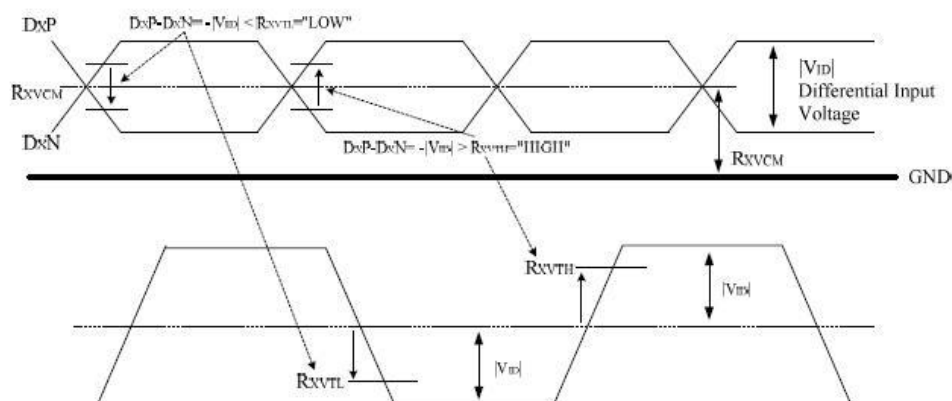 DXP
DXP-DXN= -|VID| < RXVTL="LOW"
RXVCM
|VID|
Differential Input
Voltage
DXN
DXP-DXN= -|VID| > RXVTH="HIGH"
RXVCM
GND
RXVTH
|VID|
RXVTL
|VID|